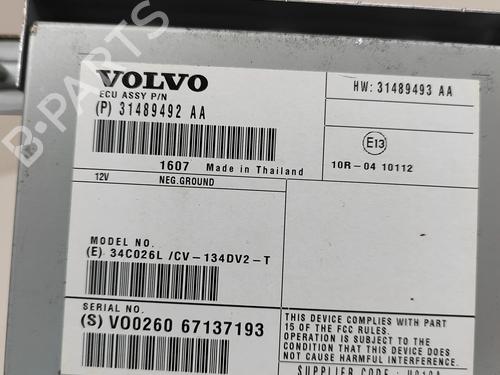 VOLVO
ECU ASSY P/N
(P) 31489492 AA
HW: 31489493 AA
1607 Made in Thailand
E13
10R-04 10112
12V NEG.GROUND
MODEL NO.
(E) 34C026L /CV-134DV2-T
SERIAL NO.
(S) V00260 67137193
THIS DEVICE COMPLIES WITH PART
15 OF THE FCC RULES.
OPERATION IS SUBJECT TO THE
CONDITION THAT THIS DEVICE DOES
NOT CAUSE HARMFUL INTERFERENCE.
SUPPLIER CODE :
B-PARTS